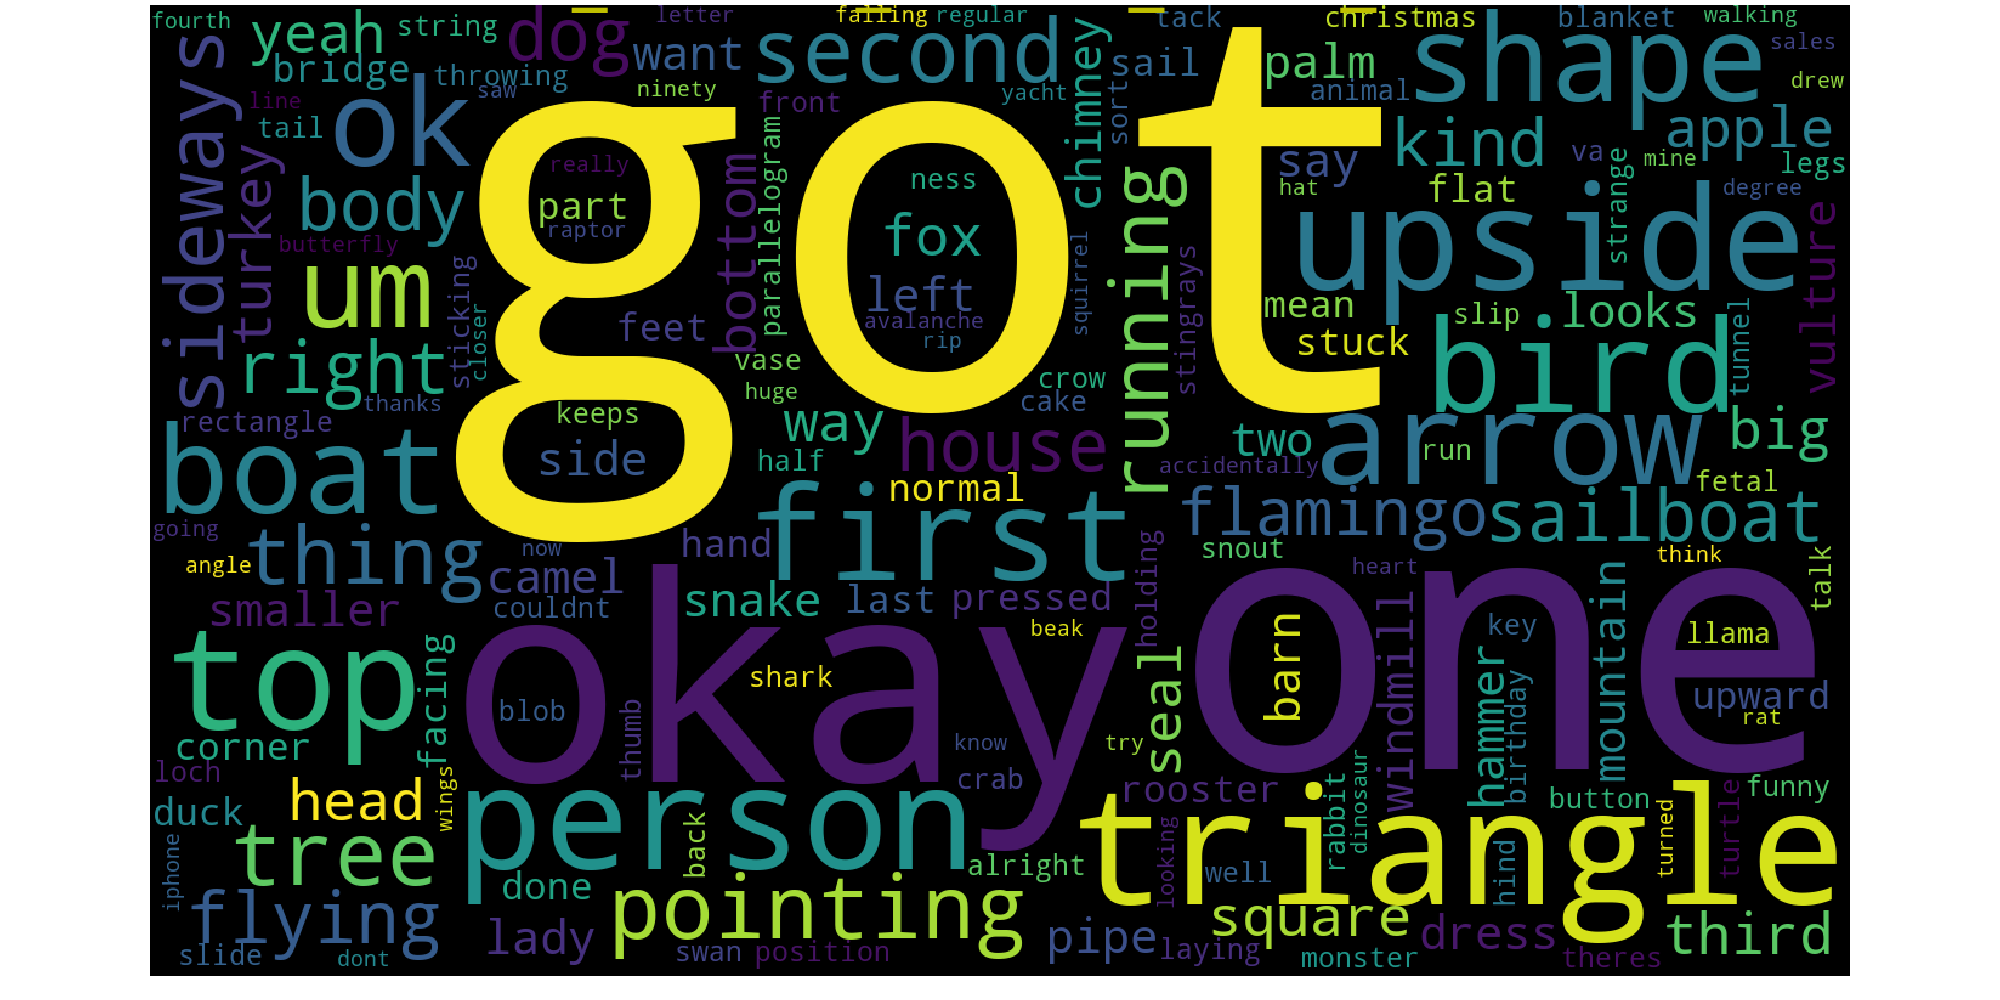 fourth
yeah
string
dog
letter
want
falling
regular
second
tack
christmas
blanket
walking
sales
bridge
throwing
saw
ninety
front
yacht
chimney
sail
sort
palm
animal
shape
drew
line
tail
ok
got
sideways
turkey
body
really
part
raptor
bottom
parallelogram
ness
fox
left
avalanche
rip
squirrel
running
stingrays
say
kind
va
apple
mine
legs
hat
flat
strange
degree
upside
vulture
butterfly
um
sticking
closer
feet
mean
slip
looks
stuck
tunnel
bird
right
thanks
vase
huge
crow
cake
keeps
rectangle
boat
side
way
half
house
two
accidentally
arrow
run
big
fetal
normal
first
flamingo
sailboat
going
thing
angle
now
camel
couldnt
hand
snake
last
pressed
holding
snout
heart
think
talk
smaller
okay
one
beak
top
facing
blob
thumb
shark
seal
barn
windmill
key
hammer
birthday
mountain
llama
upward
rat
corner
know
crab
try
loch
duck
head
wings
person
rooster
rabbit
dinosaur
button
funny
triangle
turned
turtle
iphone
tree
back
alright
looking
well
hind
flying
done
pointing
square
dress
third
slide
dont
lady
swan
position
pipe
laying
monster
theres